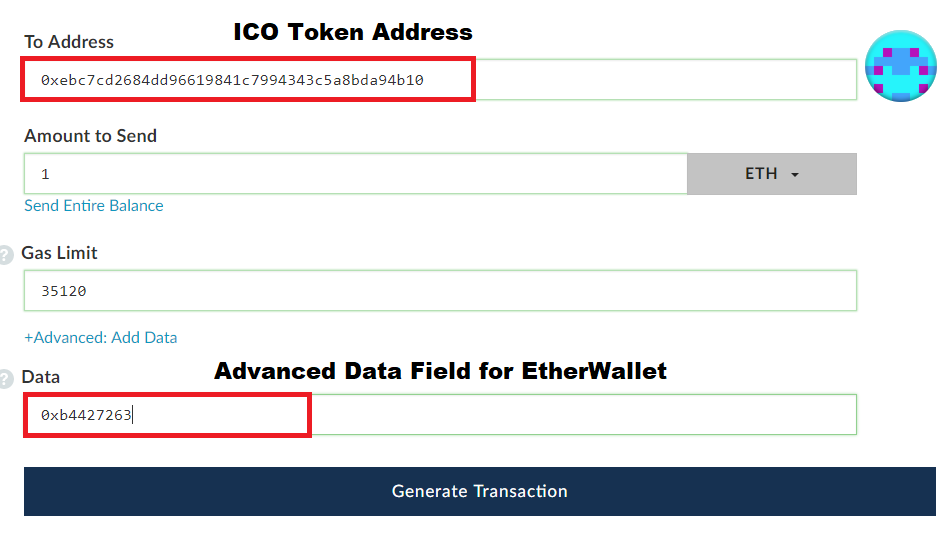 ICO Token Address
To Address
0xebc7cd2684dd96619841c7994343c5a8bda94b10
Amount to Send
1
ETH
Send Entire Balance
? Gas Limit
35120
+Advanced: Add Data
Advanced Data Field for EtherWallet
? Data
0xb4427263
Generate Transaction